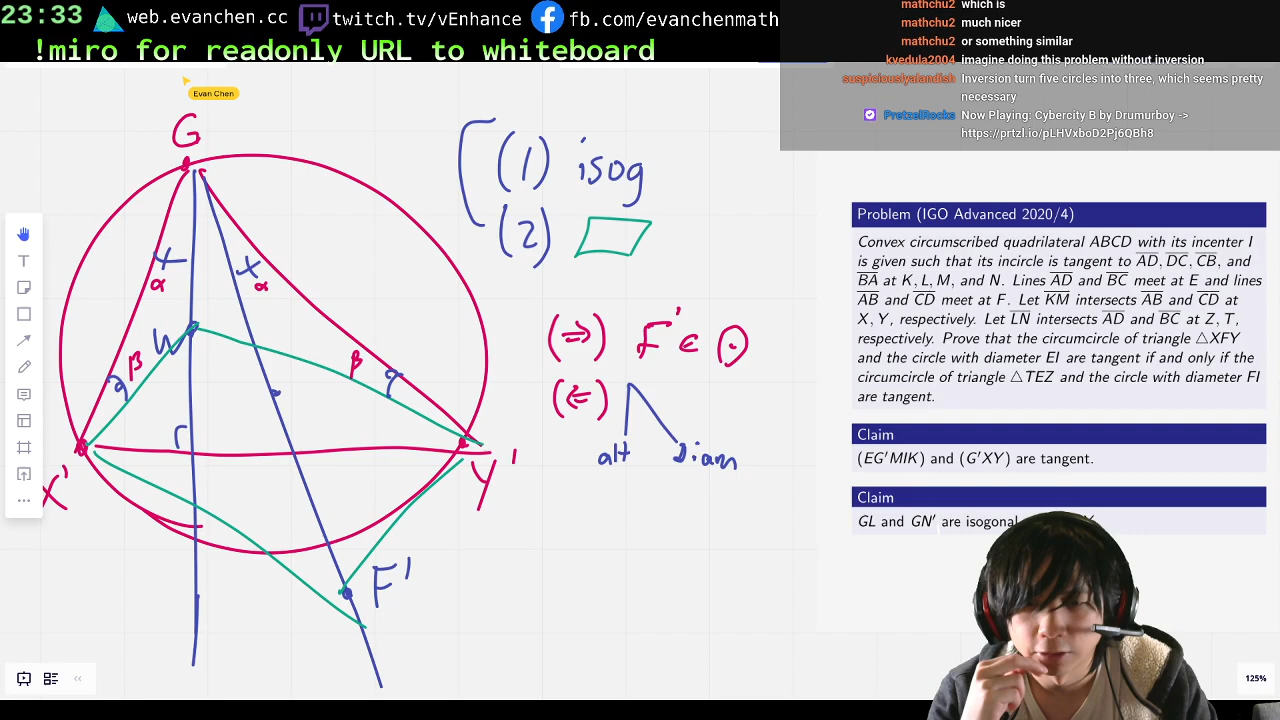 23:33 web.evanchen.cc twitch.tv/vEnhance fb.com/evanchenmath
!miro for readonly URL to whiteboard
mathchu2 which is
mathchu2 much nicer
mathchu2 or something similar
kvedula2004 imagine doing this problem without inversion
suspiciouslyalandish Inversion turn five circles into three, which seems pretty
necessary
PretzelRocks Now Playing: Cybercity B by Drumurboy ->
https://prtzl.io/pLHVxboD2Pj6QBh8
Evan Chen
G
(1) isog
(2)
α
α
W
β
β
X'
Y'
F'
(⇒) F' ∈ ⊙
(⇐)
alt Diam
Problem (IGO Advanced 2020/4)
Convex circumscribed quadrilateral ABCD with its incenter I
is given such that its incircle is tangent to AD, DC, CB, and
BA at K, L, M, and N. Lines AD and BC meet at E and lines
AB and CD meet at F. Let KM intersects AB and CD at
X, Y, respectively. Let LN intersects AD and BC at Z, T,
respectively. Prove that the circumcircle of triangle △XFY
and the circle with diameter EI are tangent if and only if the
circumcircle of triangle △TEZ and the circle with diameter FI
are tangent.
Claim
(EG'MIK) and (G'XY) are tangent.
Claim
GL and GN' are isogonal
125%